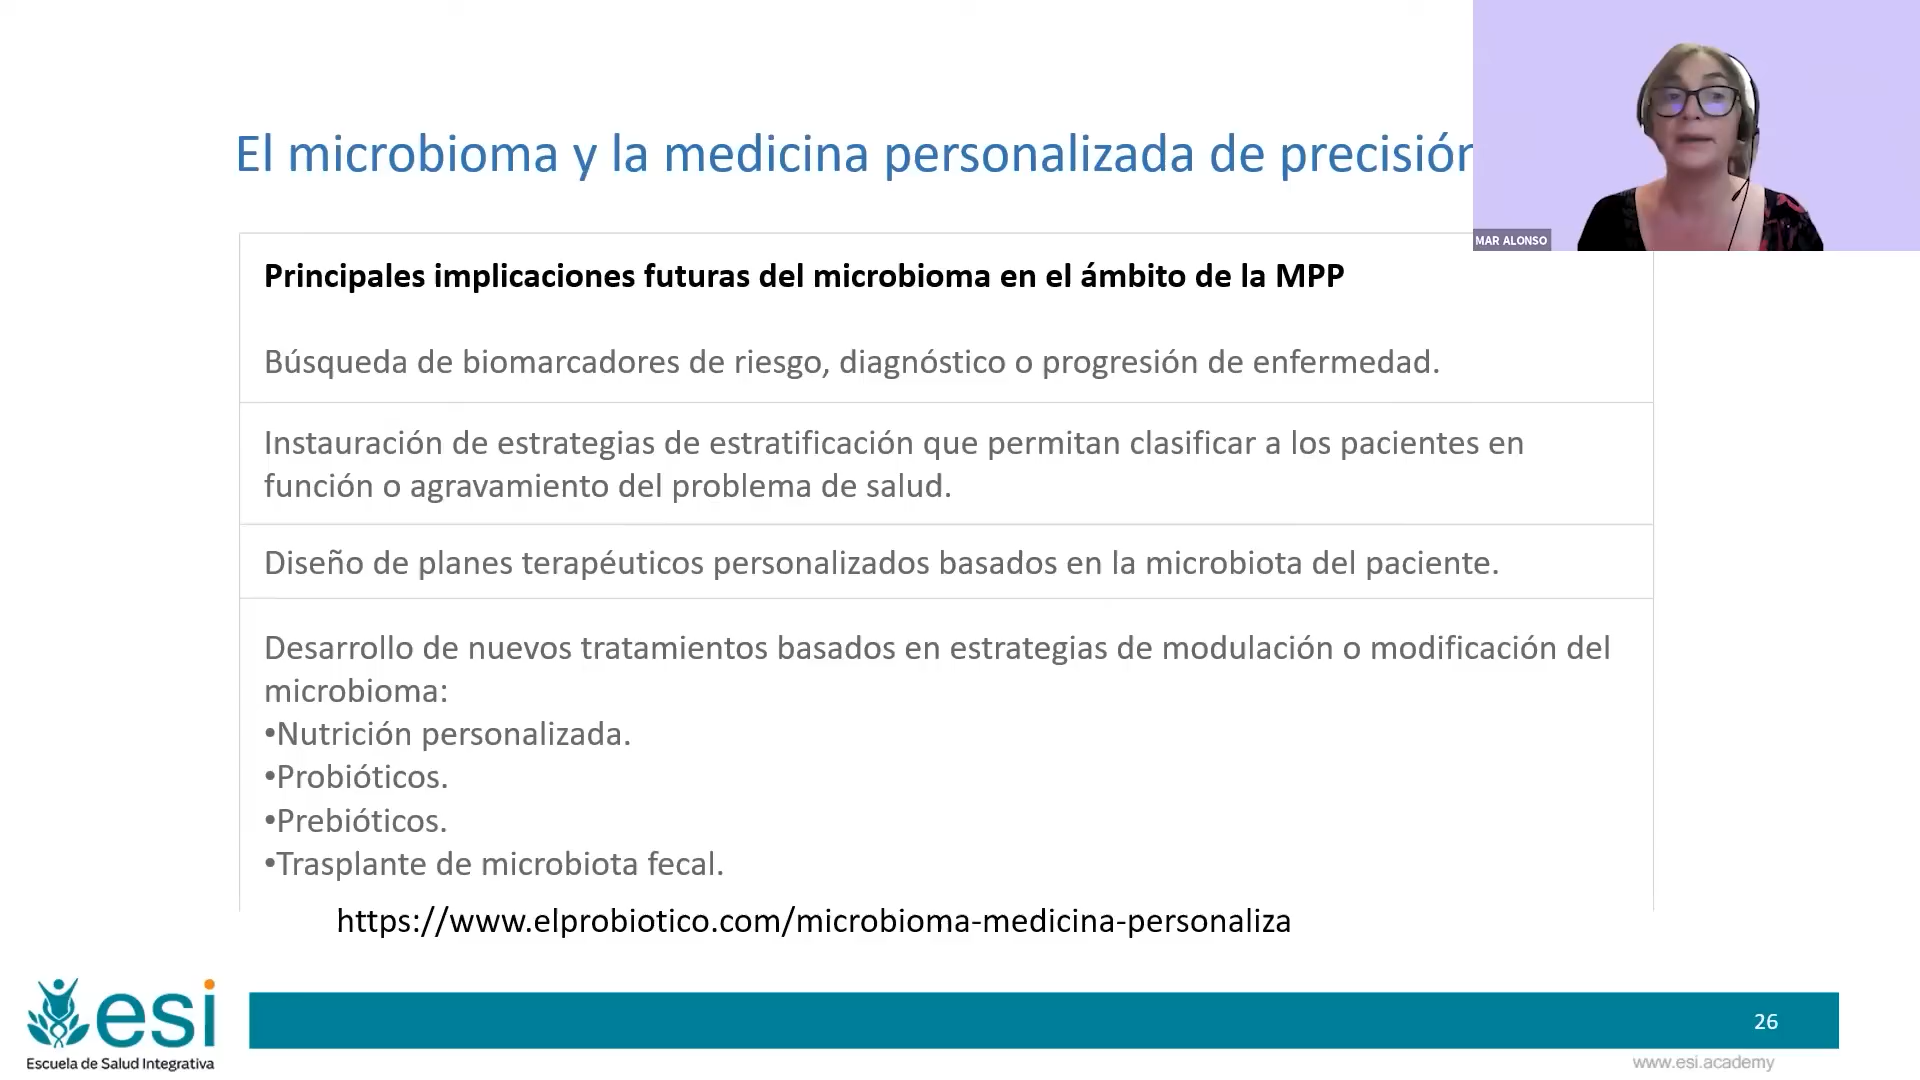 El microbioma y la medicina personalizada de precisión
MAR ALONSO
Principales implicaciones futuras del microbioma en el ámbito de la MPP
Búsqueda de biomarcadores de riesgo, diagnóstico o progresión de enfermedad.
Instauración de estrategias de estratificación que permitan clasificar a los pacientes en
función o agravamiento del problema de salud.
Diseño de planes terapéuticos personalizados basados en la microbiota del paciente.
Desarrollo de nuevos tratamientos basados en estrategias de modulación o modificación del
microbioma:
•Nutrición personalizada.
•Probióticos.
•Prebióticos.
•Trasplante de microbiota fecal.
https://www.elprobiotico.com/microbioma-medicina-personaliza
esi
Escuela de Salud Integrativa
26
www.esi.academy